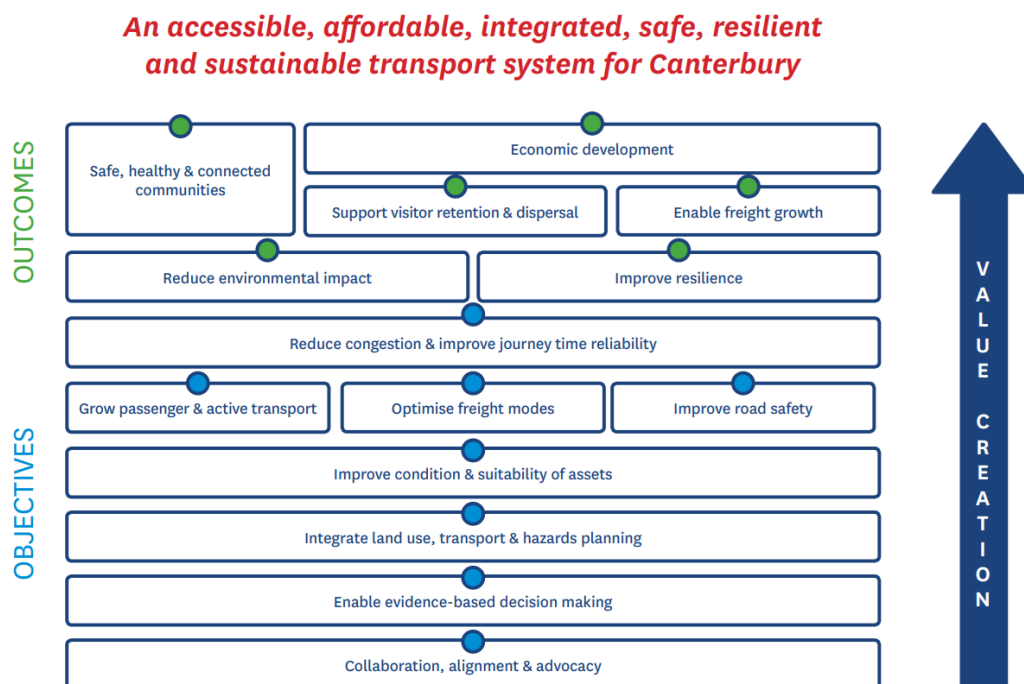 An accessible, affordable, integrated, safe, resilient
and sustainable transport system for Canterbury
OUTCOMES
Safe, healthy & connected
communities
Economic development
Support visitor retention & dispersal
Enable freight growth
Reduce environmental impact
Improve resilience
OBJECTIVES
Reduce congestion & improve journey time reliability
Grow passenger & active transport
Optimise freight modes
Improve road safety
Improve condition & suitability of assets
Integrate land use, transport & hazards planning
Enable evidence-based decision making
Collaboration, alignment & advocacy
VALUE CREATION